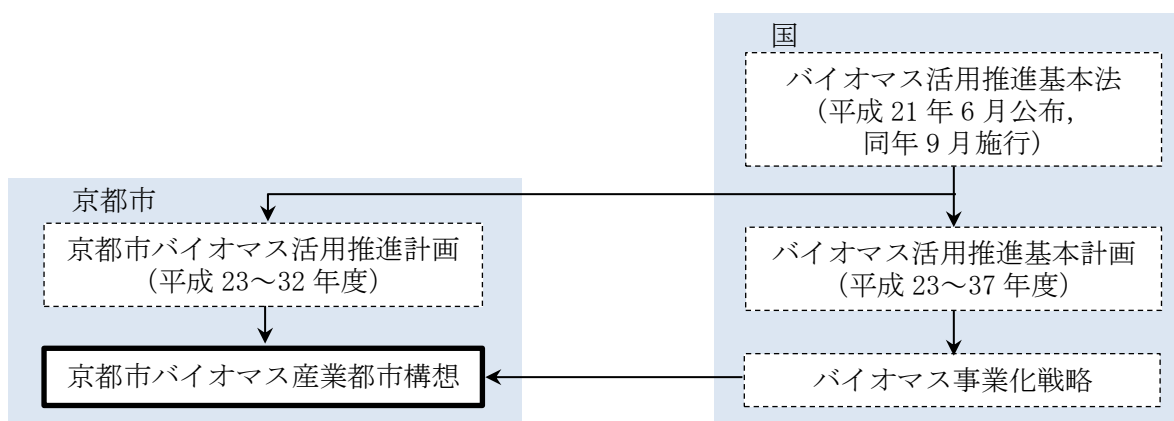 国
バイオマス活用推進基本法
（平成 21 年 6 月公布，
同年 9 月施行）
京都市
京都市バイオマス活用推進計画
（平成 23～32 年度）
バイオマス活用推進基本計画
（平成 23～37 年度）
京都市バイオマス産業都市構想
バイオマス事業化戦略